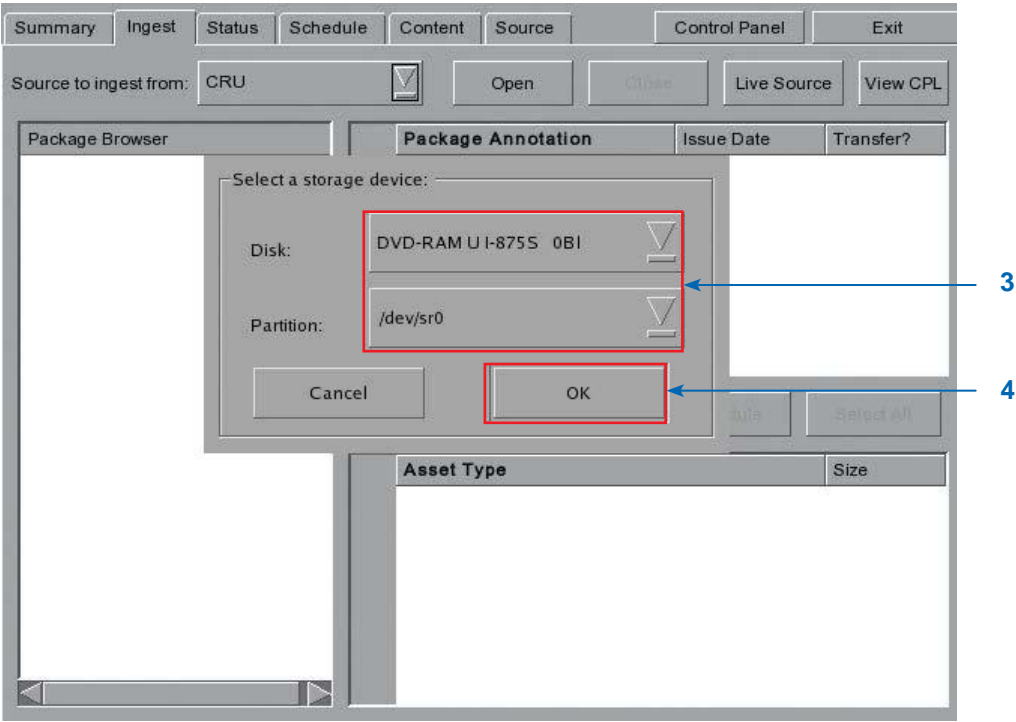 Summary Ingest Status Schedule Content Source Control Panel Exit
Source to ingest from: CRU Open Close Live Source View CPL
Package Browser Package Annotation Issue Date Transfer?
Select a storage device:
Disk: DVD-RAM U I-875S 0BI
3
Partition: /dev/sr0
Cancel OK
4
Select All
Asset Type Size